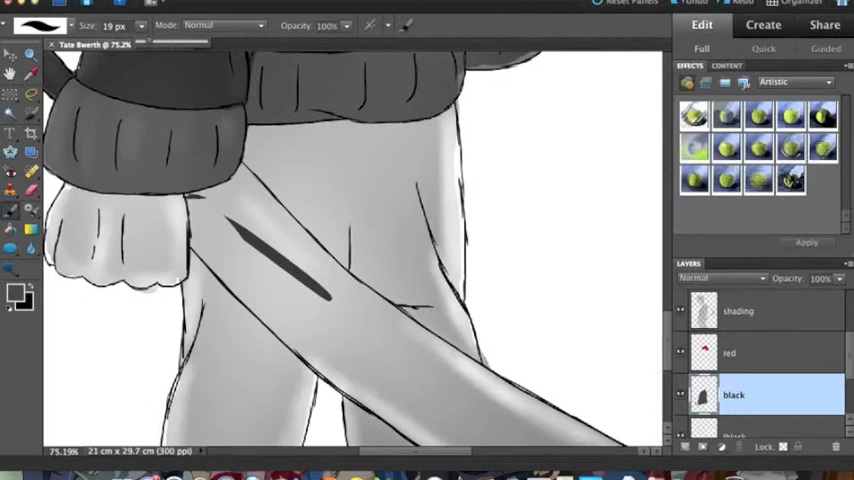 Reset Panels Undo Redo Organizer
Size: 19 px Mode: Normal Opacity: 100%
Edit Create Share
Full Quick Guided
Tate Bwerth @ 75.2%
EFFECTS CONTENT
Artistic
Apply
LAYERS
Normal Opacity: 100%
shading
red
black
75.19% 21 cm x 29.7 cm (300 ppi)
Lock: